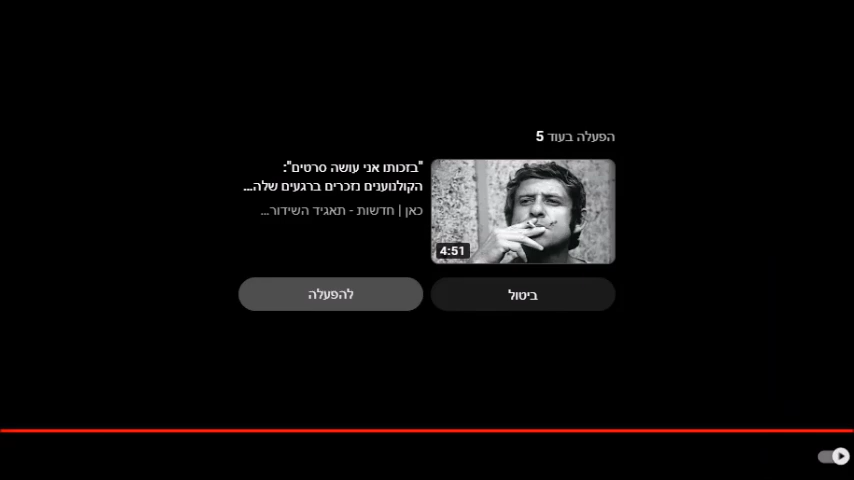 הפעלה בעוד 5
"בזכותו אני עושה סרטים":
הקולנוענים נזכרים ברגעים שלה...
כאן | חדשות - תאגיד השידור...
4:51
ביטול
להפעלה